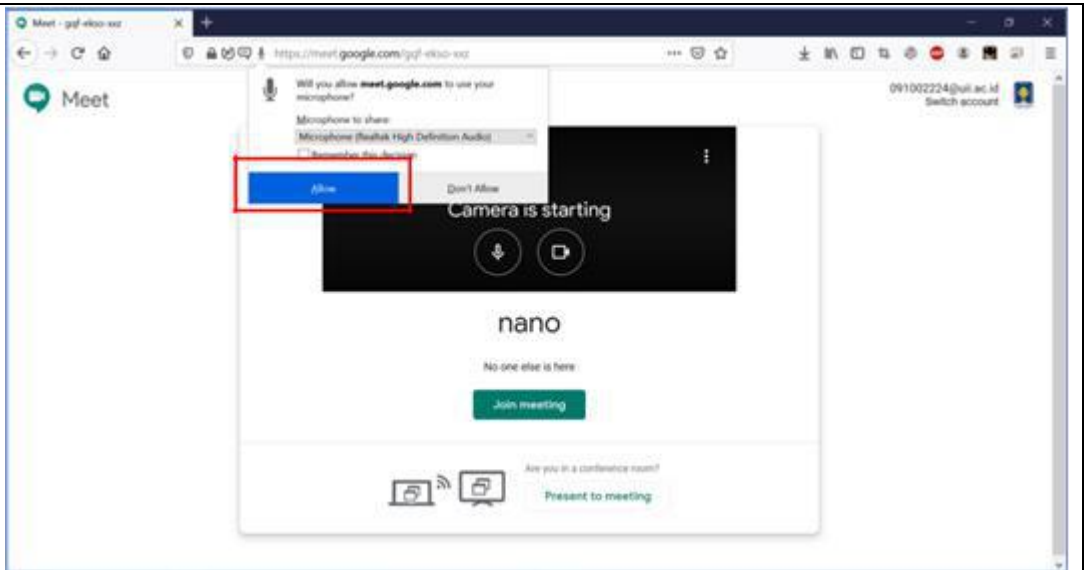 Meet - gqf-ekso-xxz
https://meet.google.com/gqf-ekso-xxz
Meet
091002224@uii.ac.id
Switch account
Will you allow meet.google.com to use your
microphone?
Microphone to share:
Microphone (Realtek High Definition Audio)
Remember this decision
Allow
Don't Allow
Camera is starting
nano
No one else is here
Join meeting
Are you in a conference room?
Present to meeting